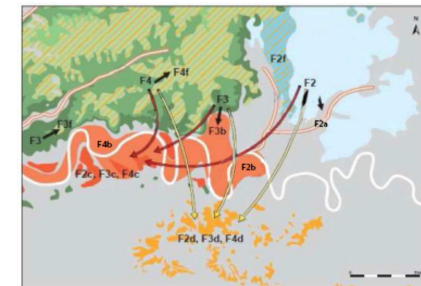 N
F2f
F4 F4f
F2
F3
F2a
F3f
F3
F3b
F4b
F2b
F2c, F3c, F4c
F2d, F3d, F4d